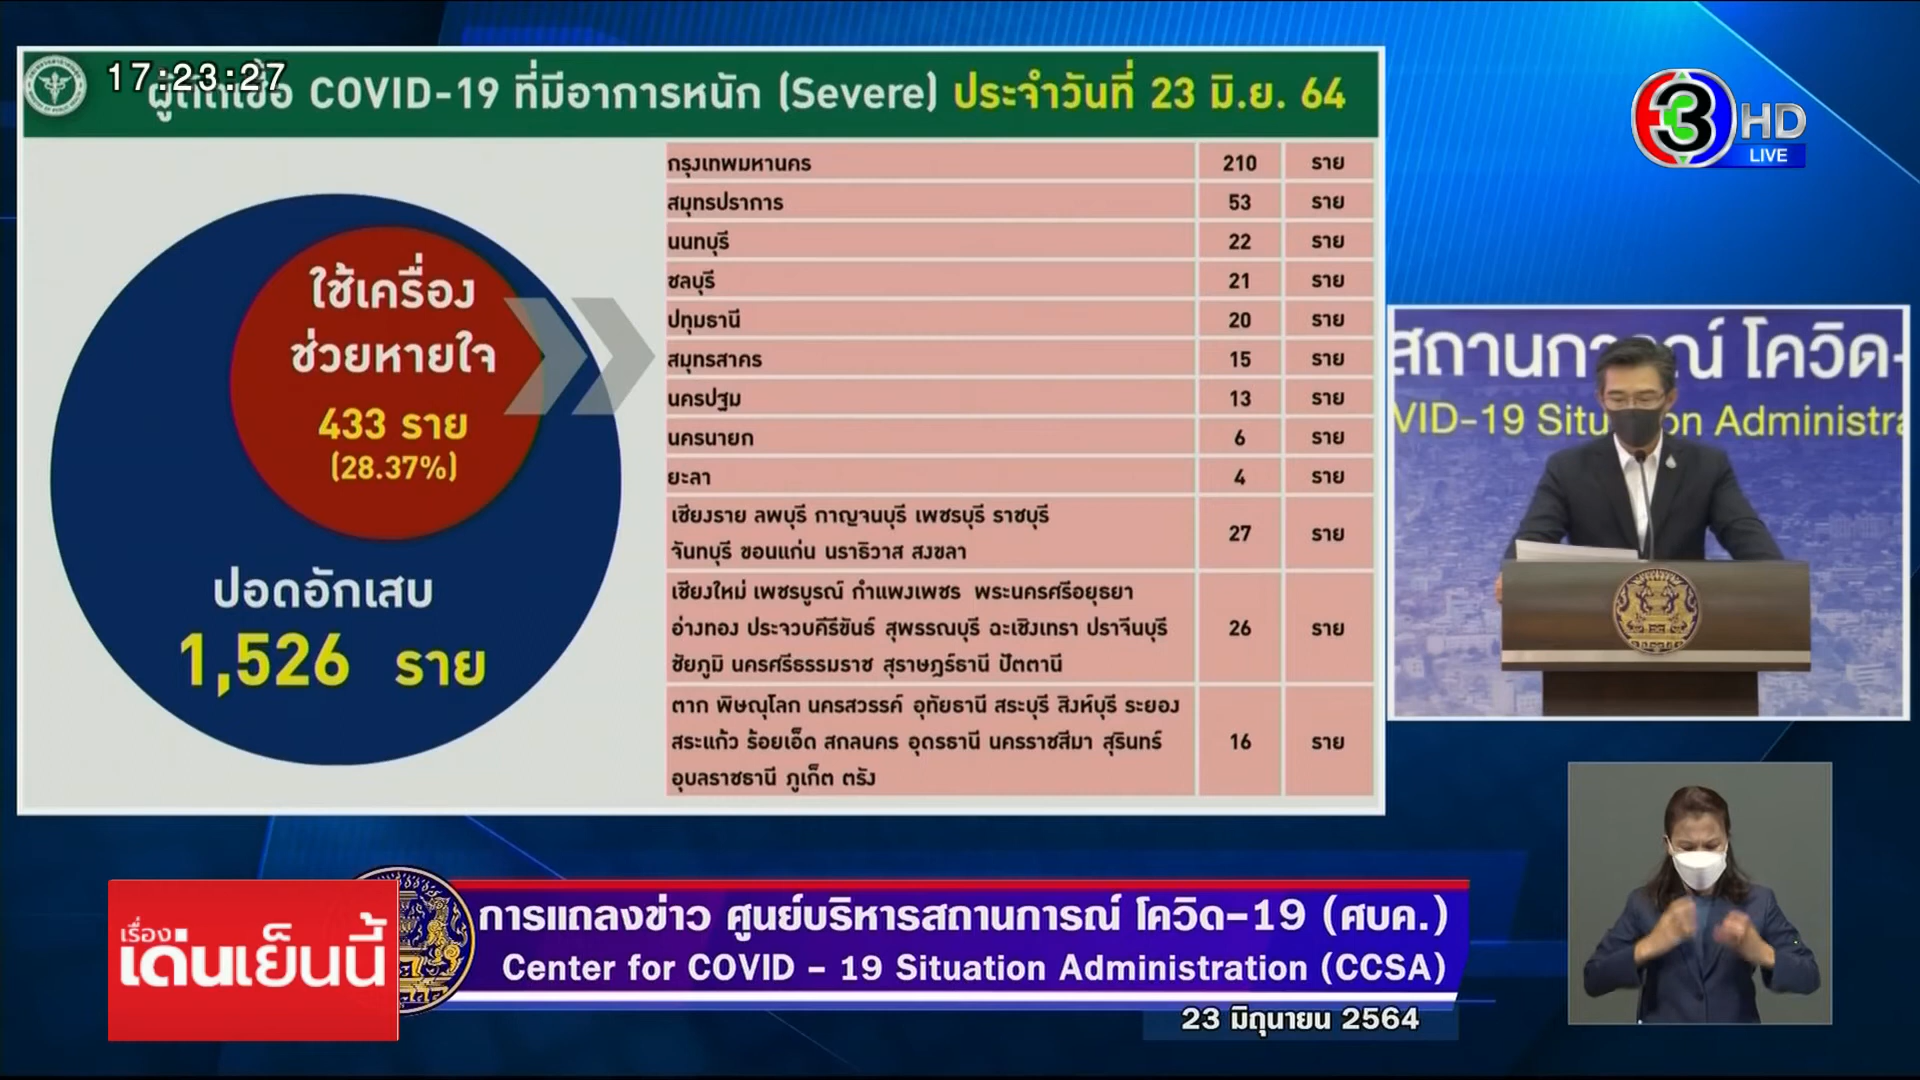 17:23:27
ผู้ติดเชื้อ COVID-19 ที่มีอาการหนัก (Severe) ประจำวันที่ 23 มิ.ย. 64
3 HD
LIVE
ใช้เครื่อง
ช่วยหายใจ
433 ราย
(28.37%)
ปอดอักเสบ
1,526 ราย
กรุงเทพมหานคร 210 ราย
สมุทรปราการ 53 ราย
นนทบุรี 22 ราย
ชลบุรี 21 ราย
ปทุมธานี 20 ราย
สมุทรสาคร 15 ราย
นครปฐม 13 ราย
นครนายก 6 ราย
ยะลา 4 ราย
เชียงราย ลพบุรี กาญจนบุรี เพชรบุรี ราชบุรี
จันทบุรี ขอนแก่น นราธิวาส สงขลา 27 ราย
เชียงใหม่ เพชรบูรณ์ กำแพงเพชร พระนครศรีอยุธยา
อ่างทอง ประจวบคีรีขันธ์ สุพรรณบุรี ฉะเชิงเทรา ปราจีนบุรี 26 ราย
ชัยภูมิ นครศรีธรรมราช สุราษฎร์ธานี ปัตตานี
ตาก พิษณุโลก นครสวรรค์ อุทัยธานี สระบุรี สิงห์บุรี ระยอง
สระแก้ว ร้อยเอ็ด สกลนคร อุดรธานี นครราชสีมา สุรินทร์ 16 ราย
อุบลราชธานี ภูเก็ต ตรัง
สถานการณ์ โควิด-
VID-19 Situation Administra
เรื่อง
เด่นเย็นนี้
การแถลงข่าว ศูนย์บริหารสถานการณ์ โควิด-19 (ศบค.)
Center for COVID - 19 Situation Administration (CCSA)
23 มิถุนายน 2564